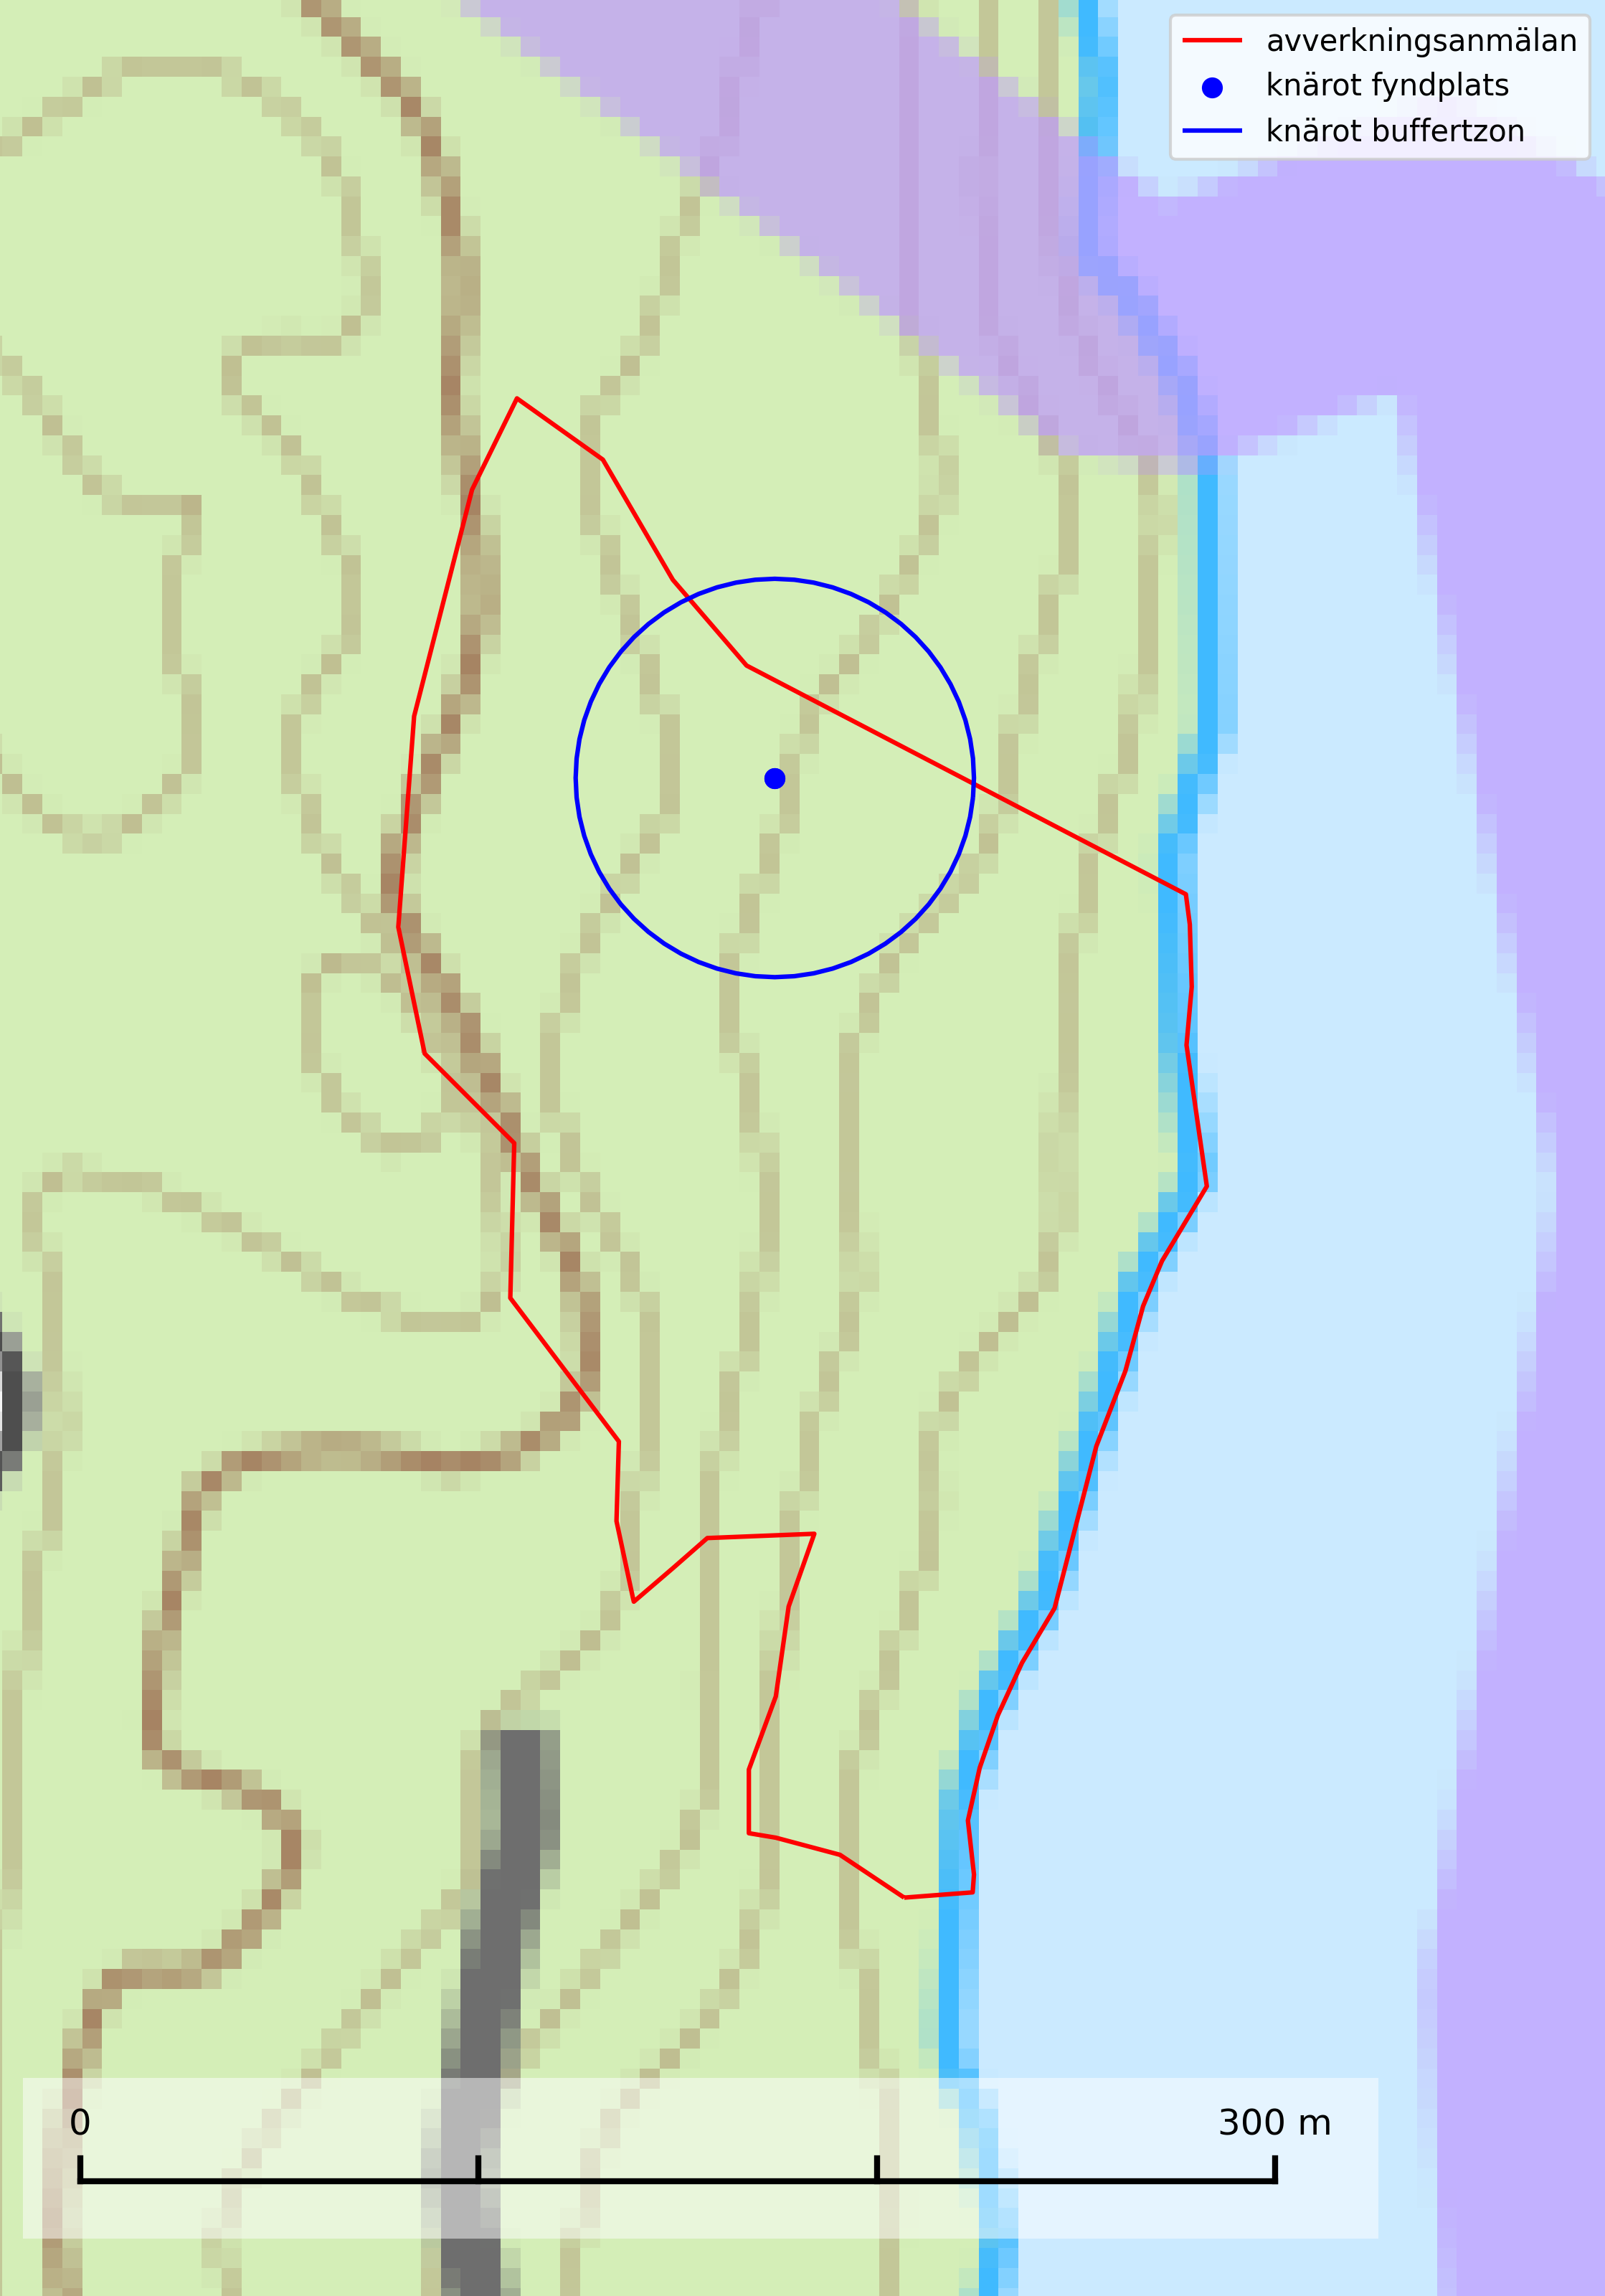 avverkningsanmälan
knärot fyndplats
knärot buffertzon
0
300 m